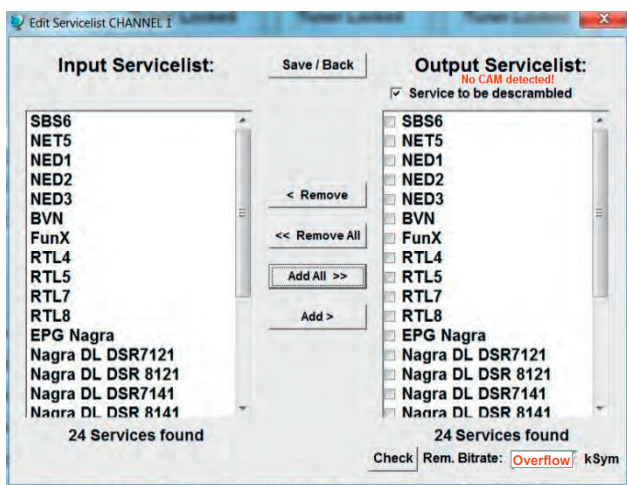 Edit Servicelist CHANNEL 1
Input Servicelist:
Save / Back
Output Servicelist:
No CAM detected!
Service to be descrambled
SBS6
NET5
NED1
NED2
NED3
BVN
FunX
RTL4
RTL5
RTL7
RTL8
EPG Nagra
Nagra DL DSR7121
Nagra DL DSR 8121
Nagra DL DSR7141
Nagra DL DSR 8141
24 Services found
< Remove
<< Remove All
Add All >>
Add >
SBS6
NET5
NED1
NED2
NED3
BVN
FunX
RTL4
RTL5
RTL7
RTL8
EPG Nagra
Nagra DL DSR7121
Nagra DL DSR 8121
Nagra DL DSR7141
Nagra DL DSR 8141
24 Services found
Check Rem. Bitrate: Overflow kSym